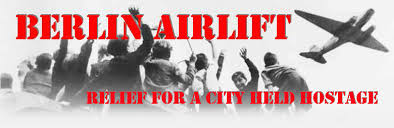 BERLIN AIRLIFT
RELIEF FOR A CITY HELD HOSTAGE